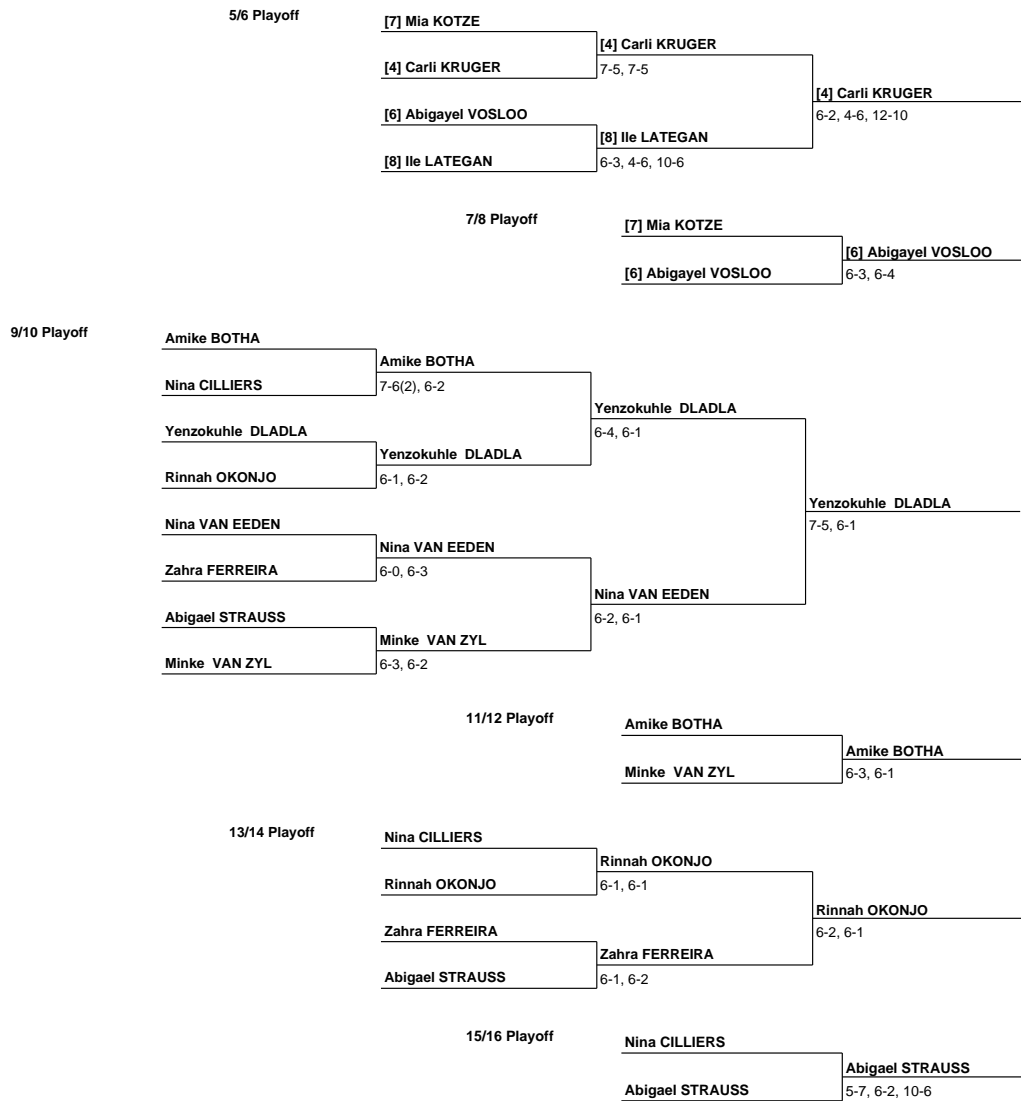 5/6 Playoff
[7] Mia KOTZE
[4] Carli KRUGER
[4] Carli KRUGER
7-5, 7-5
[4] Carli KRUGER
6-2, 4-6, 12-10
[6] Abigayel VOSLOO
[8] Ile LATEGAN
[8] Ile LATEGAN
6-3, 4-6, 10-6
7/8 Playoff
[7] Mia KOTZE
[6] Abigayel VOSLOO
[6] Abigayel VOSLOO
6-3, 6-4
9/10 Playoff
Amike BOTHA
Amike BOTHA
Nina CILLIERS
7-6(2), 6-2
Yenzokuhle DLADLA
6-4, 6-1
Yenzokuhle DLADLA
Yenzokuhle DLADLA
Rinnah OKONJO
6-1, 6-2
Yenzokuhle DLADLA
7-5, 6-1
Nina VAN EEDEN
Nina VAN EEDEN
Zahra FERREIRA
6-0, 6-3
Nina VAN EEDEN
6-2, 6-1
Abigael STRAUSS
Minke VAN ZYL
Minke VAN ZYL
6-3, 6-2
11/12 Playoff
Amike BOTHA
Amike BOTHA
Minke VAN ZYL
6-3, 6-1
13/14 Playoff
Nina CILLIERS
Rinnah OKONJO
Rinnah OKONJO
6-1, 6-1
Rinnah OKONJO
6-2, 6-1
Zahra FERREIRA
Zahra FERREIRA
Abigael STRAUSS
6-1, 6-2
15/16 Playoff
Nina CILLIERS
Abigael STRAUSS
Abigael STRAUSS
5-7, 6-2, 10-6